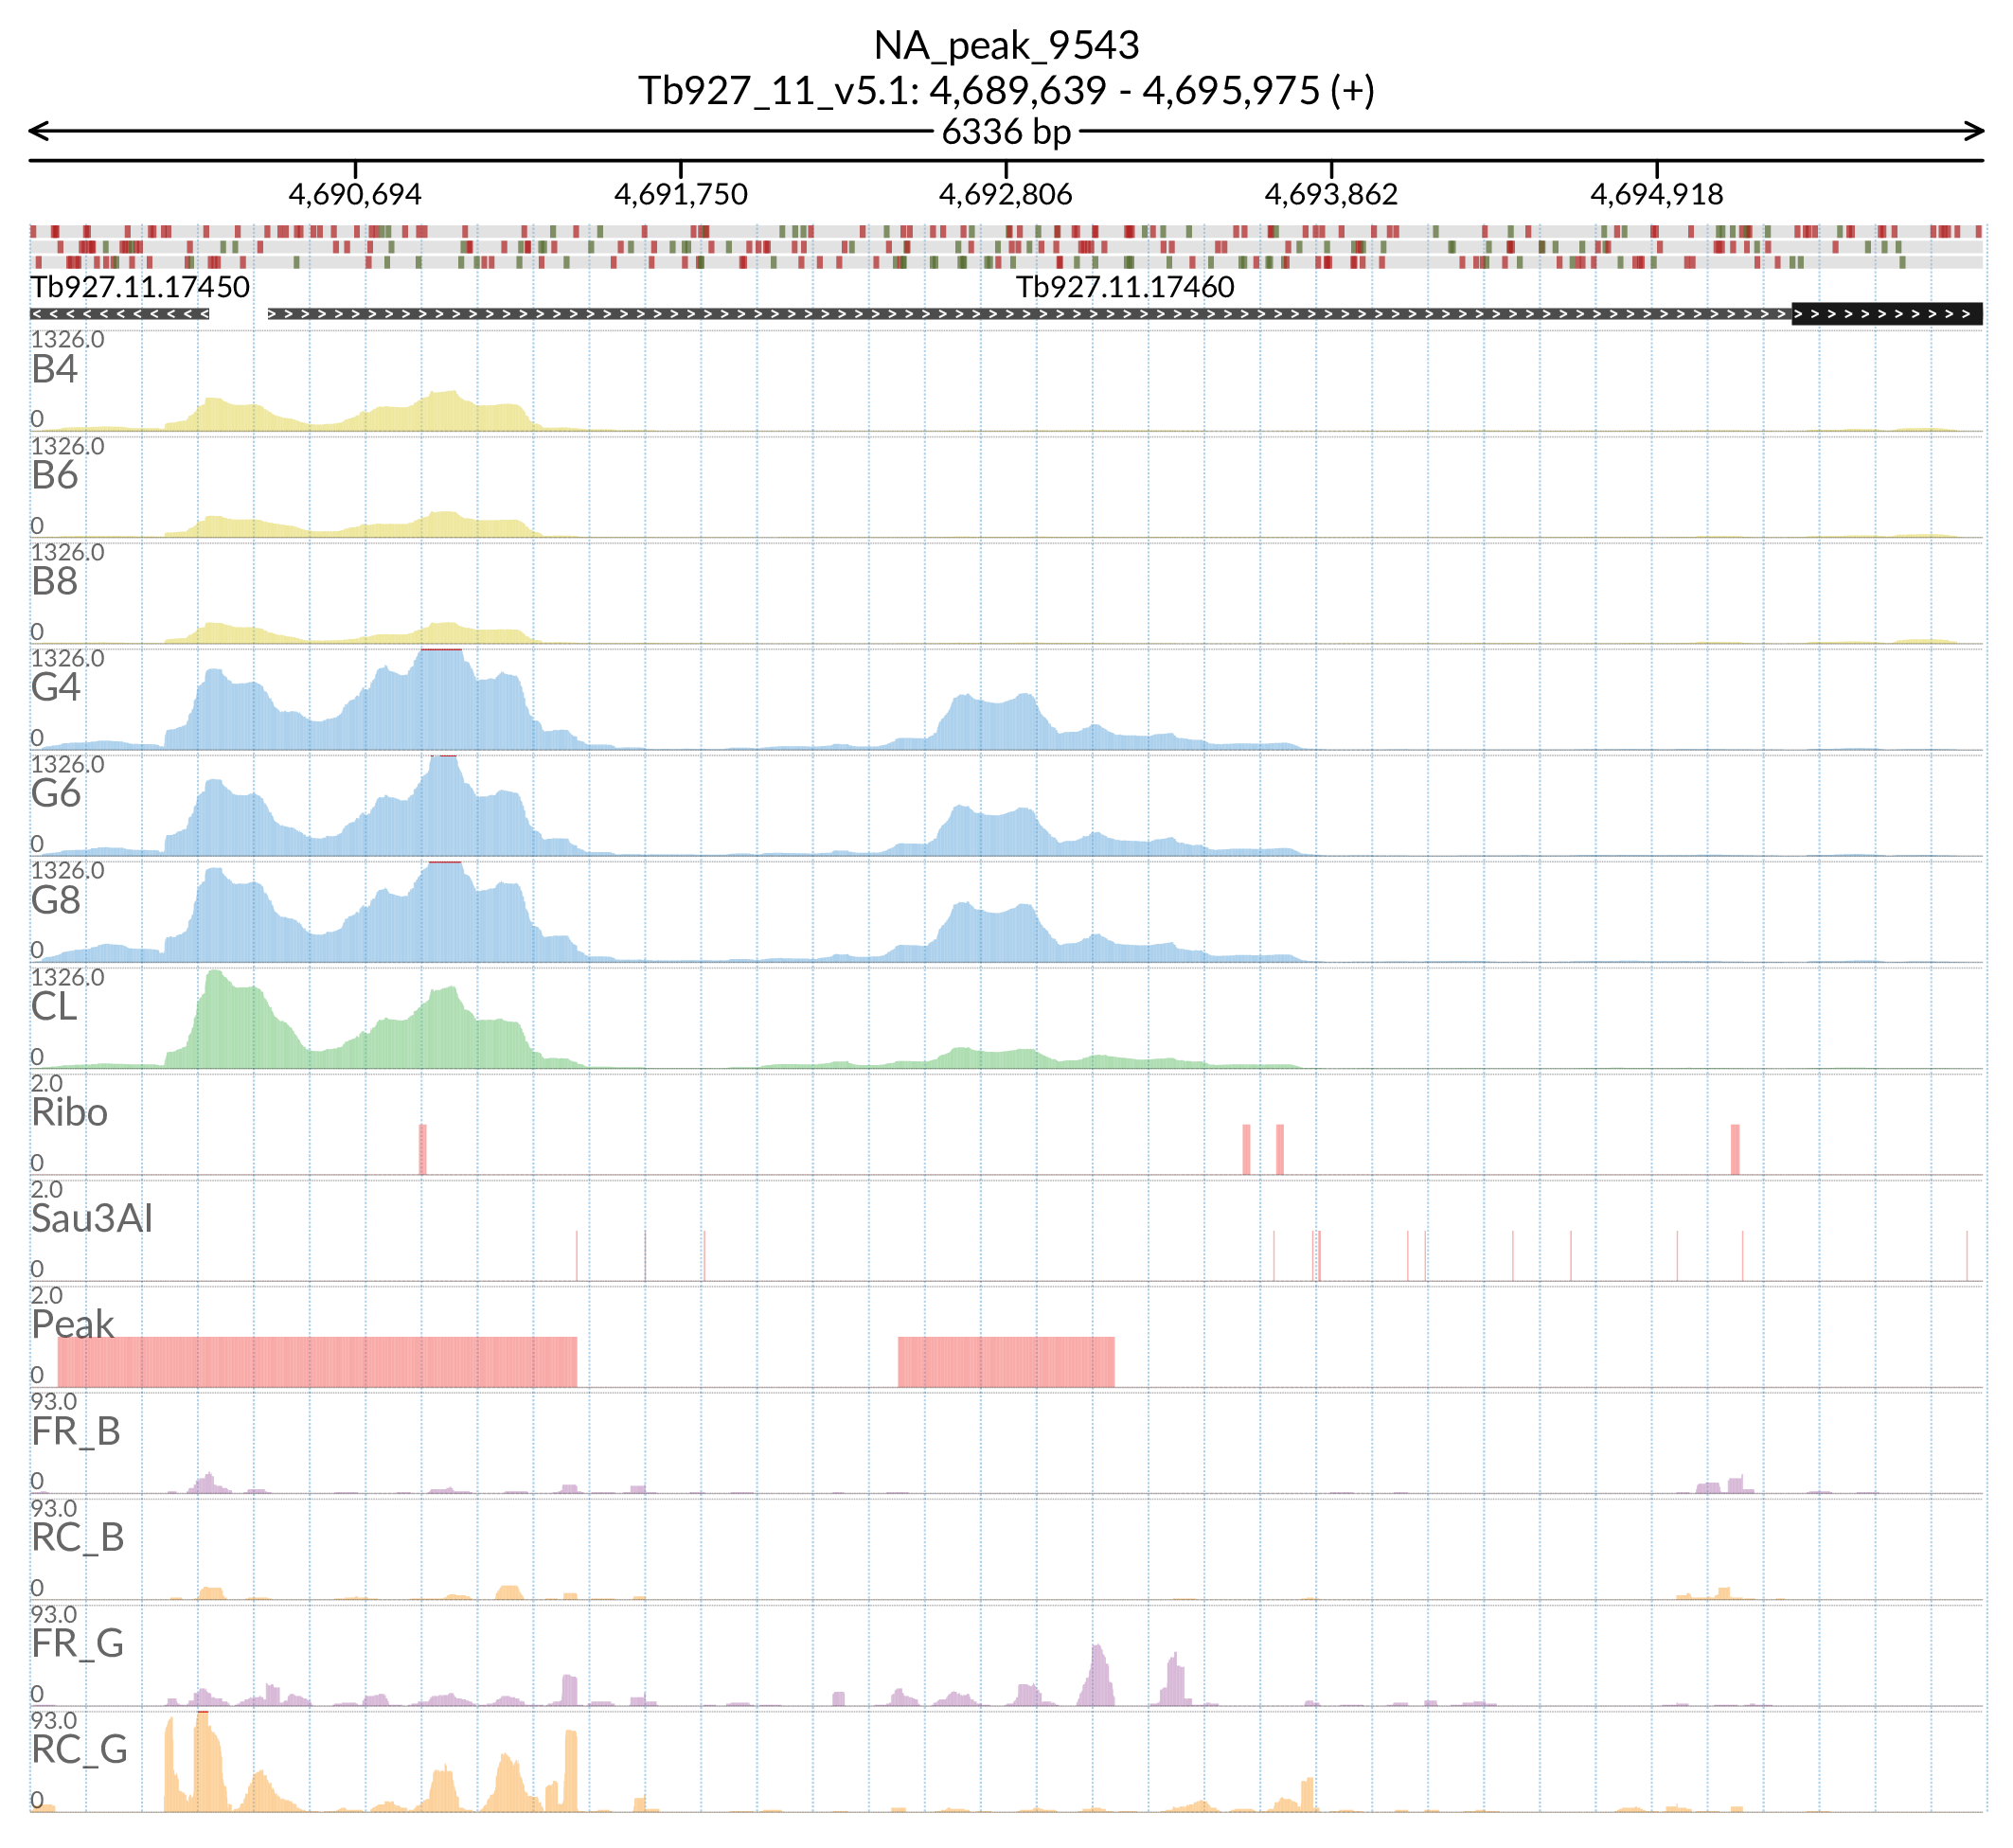 NA_peak_9543
Tb927_11_v5.1: 4,689,639 - 4,695,975 (+)
6336 bp
4,690,694 4,691,750 4,692,806 4,693,862 4,694,918
Tb927.11.17450 Tb927.11.17460
1326.0
B4
0
1326.0
B6
0
1326.0
B8
0
1326.0
G4
0
1326.0
G6
0
1326.0
G8
0
1326.0
CL
0
2.0
Ribo
0
2.0
Sau3AI
0
2.0
Peak
0
93.0
FR_B
0
93.0
RC_B
0
93.0
FR_G
0
93.0
RC_G
0